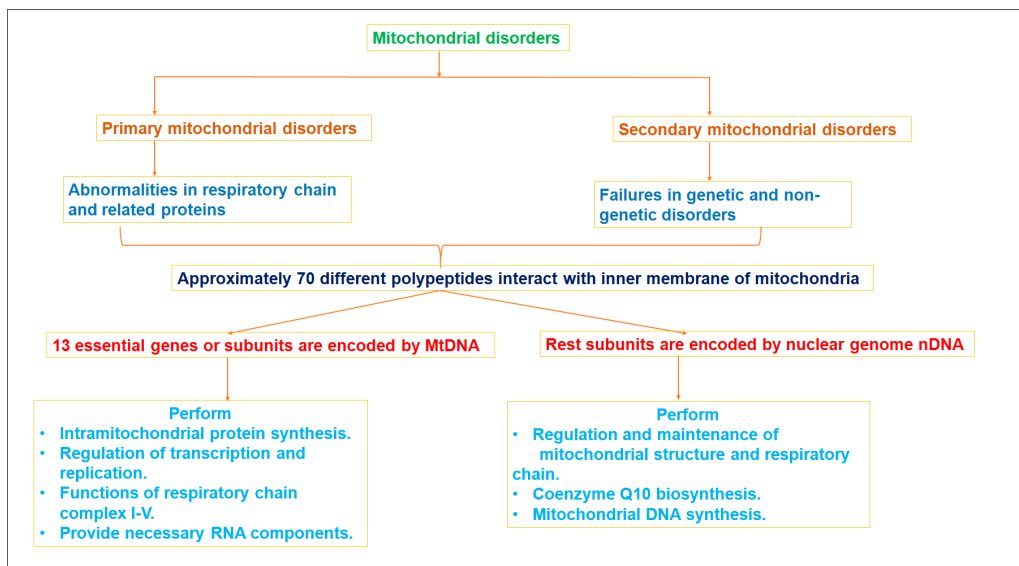 Mitochondrial disorders
Primary mitochondrial disorders
Secondary mitochondrial disorders
Abnormalities in respiratory chain
and related proteins
Failures in genetic and non-
genetic disorders
Approximately 70 different polypeptides interact with inner membrane of mitochondria
13 essential genes or subunits are encoded by MtDNA
Rest subunits are encoded by nuclear genome nDNA
Perform
• Intramitochondrial protein synthesis.
• Regulation of transcription and
replication.
• Functions of respiratory chain
complex I-V.
• Provide necessary RNA components.
Perform
• Regulation and maintenance of
mitochondrial structure and respiratory
chain.
• Coenzyme Q10 biosynthesis.
• Mitochondrial DNA synthesis.